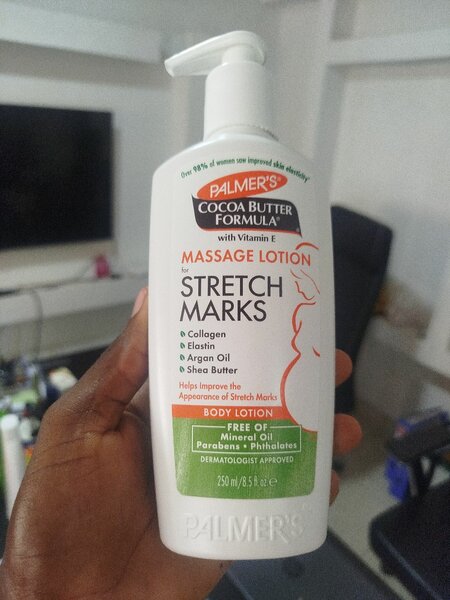 Over 98% of women saw improved skin elasticity*
PALMER'S®
COCOA BUTTER
FORMULA®
with Vitamin E
MASSAGE LOTION
for
STRETCH
MARKS
Collagen
Elastin
Argan Oil
Shea Butter
Helps Improve the
Appearance of Stretch Marks
BODY LOTION
FREE OF
Mineral Oil
Parabens • Phthalates
DERMATOLOGIST APPROVED
250 ml/8.5 fl. oz e
PALMER'S